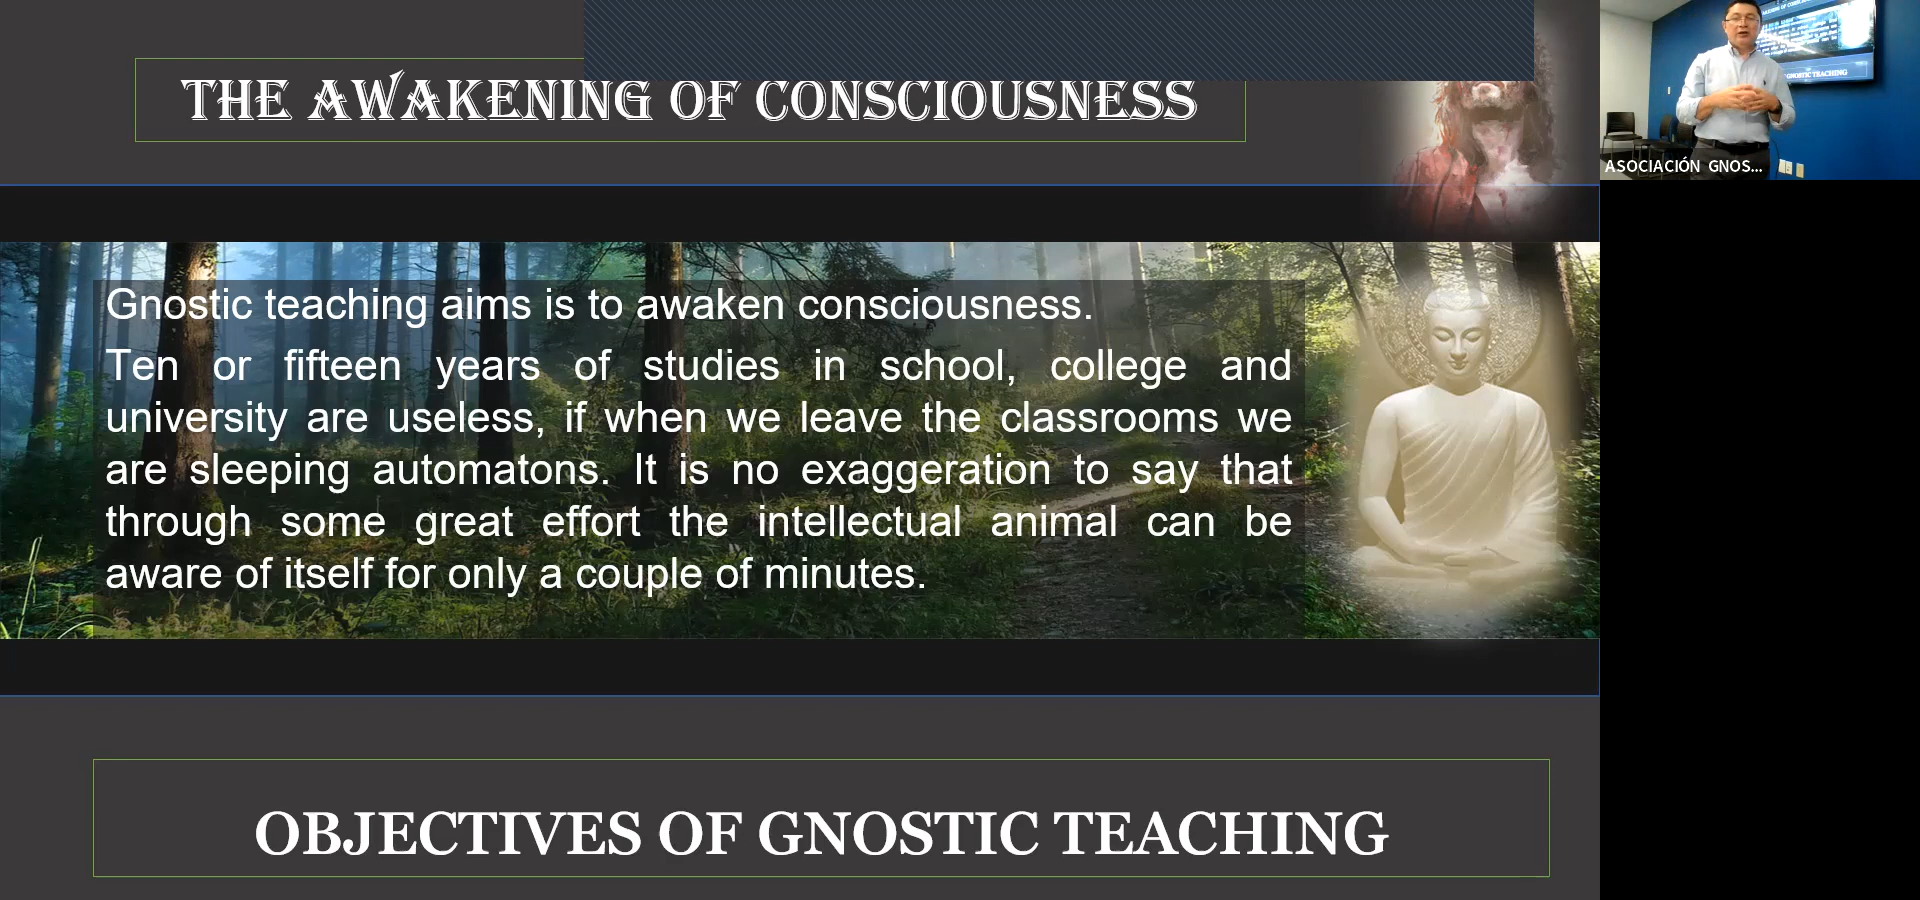 THE AWAKENING OF CONSCIOUSNESS
ASOCIACIÓN GNOS...
GNOSTIC TEACHING
Gnostic teaching aims is to awaken consciousness.
Ten or fifteen years of studies in school, college and
university are useless, if when we leave the classrooms we
are sleeping automatons. It is no exaggeration to say that
through some great effort the intellectual animal can be
aware of itself for only a couple of minutes.
OBJECTIVES OF GNOSTIC TEACHING